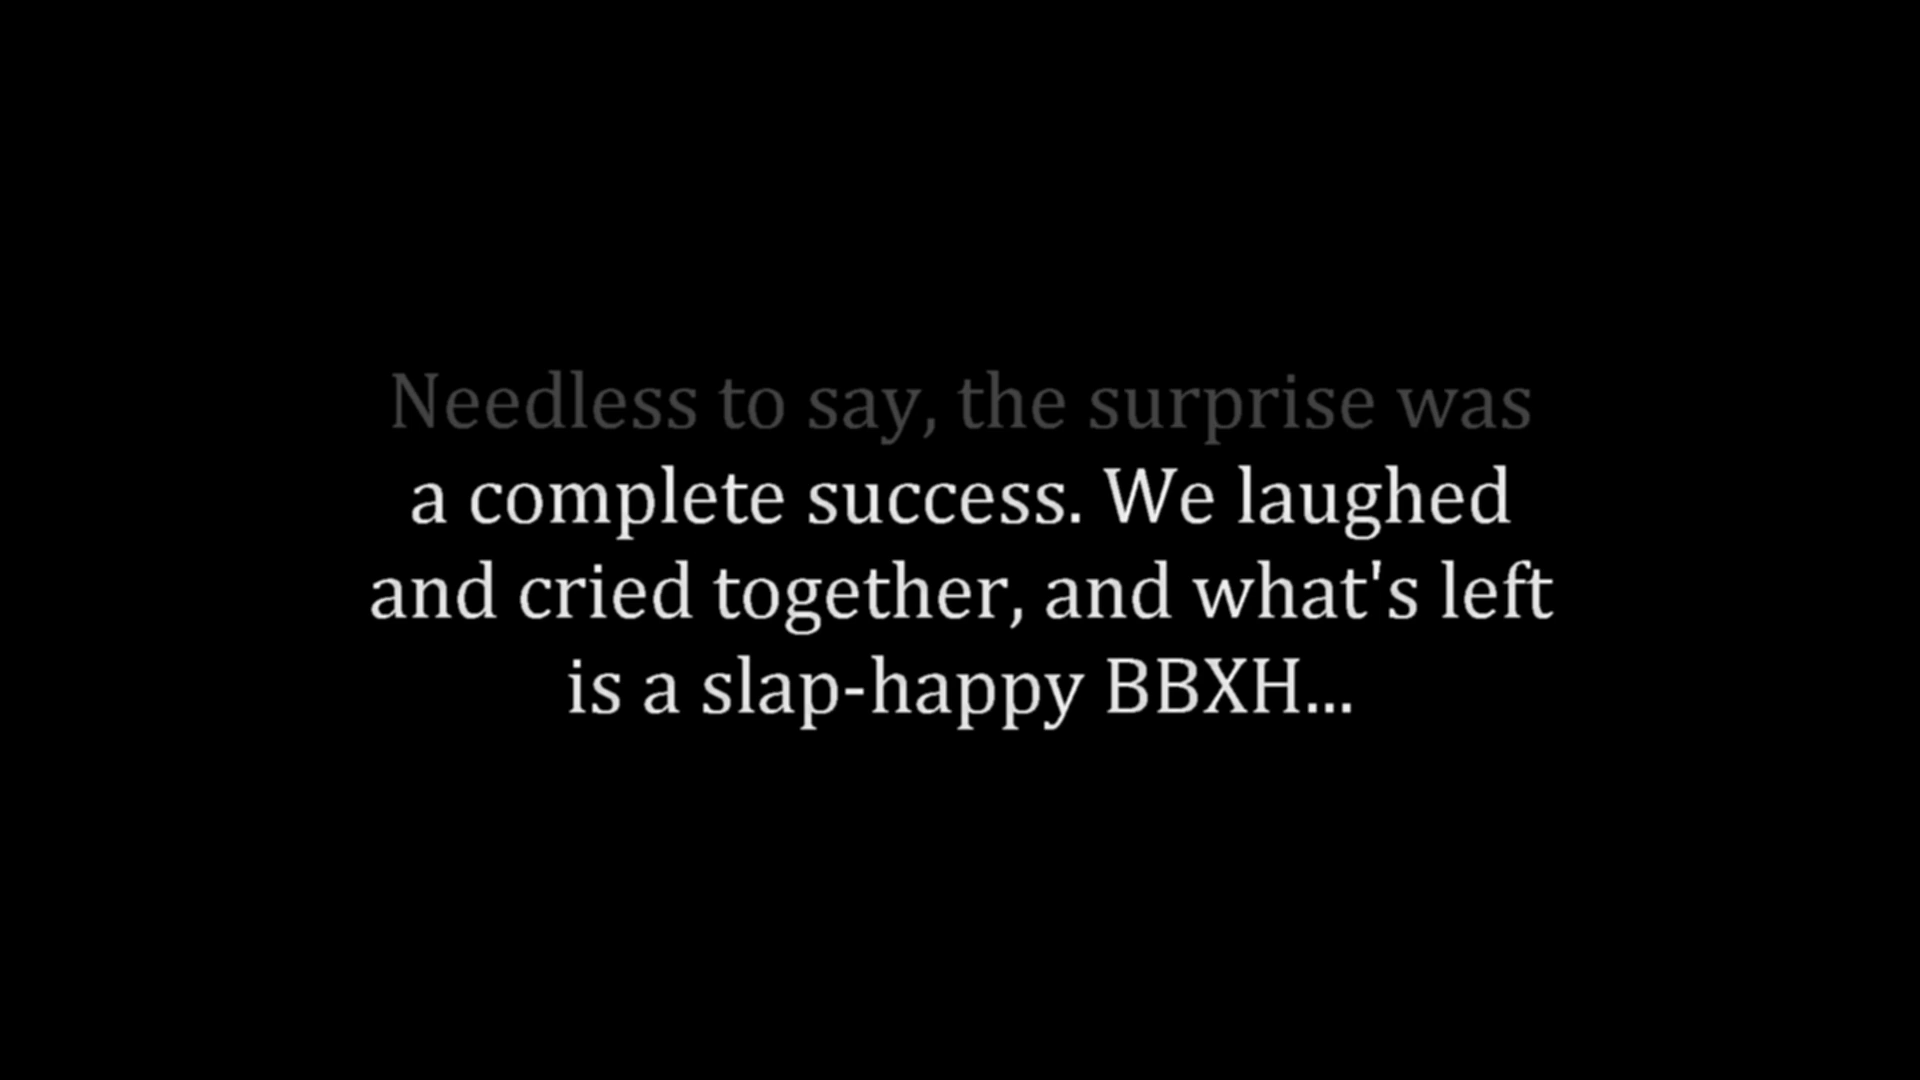 Needless to say, the surprise was
a complete success. We laughed
and cried together, and what's left
is a slap-happy BBXH...